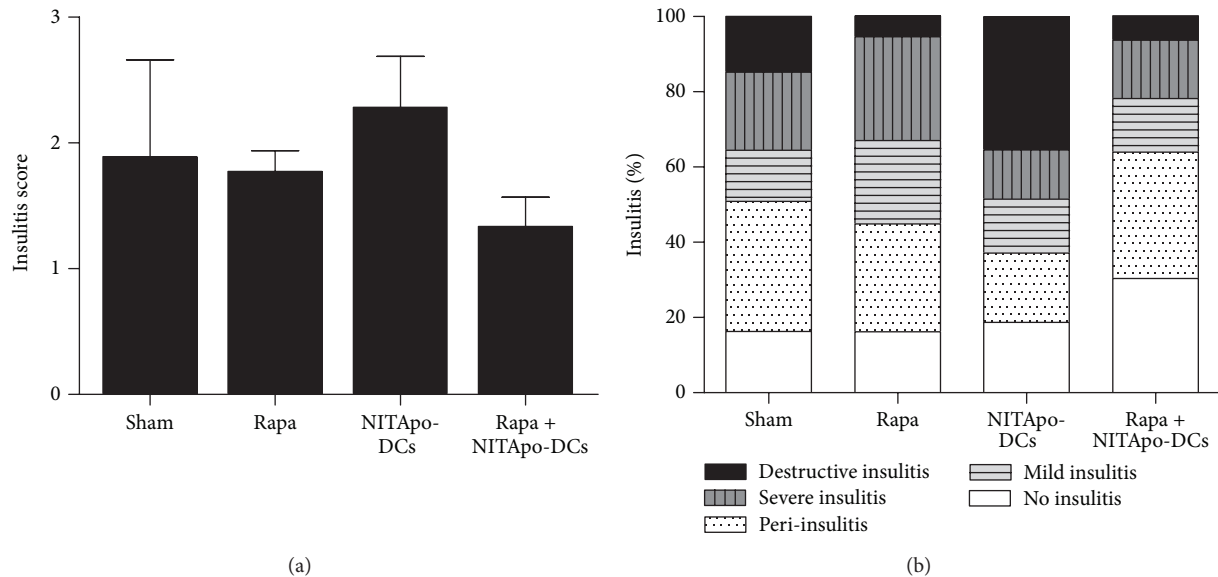 3
2
1
0
Insulitis score
Sham
Rapa
NITApo-
DCs
Rapa +
NITApo-DCs
(a)
100
80
60
40
20
0
Insulitis (%)
Sham
Rapa
NITApo-
DCs
Rapa +
NITApo-DCs
Destructive insulitis
Severe insulitis
Peri-insulitis
Mild insulitis
No insulitis
(b)